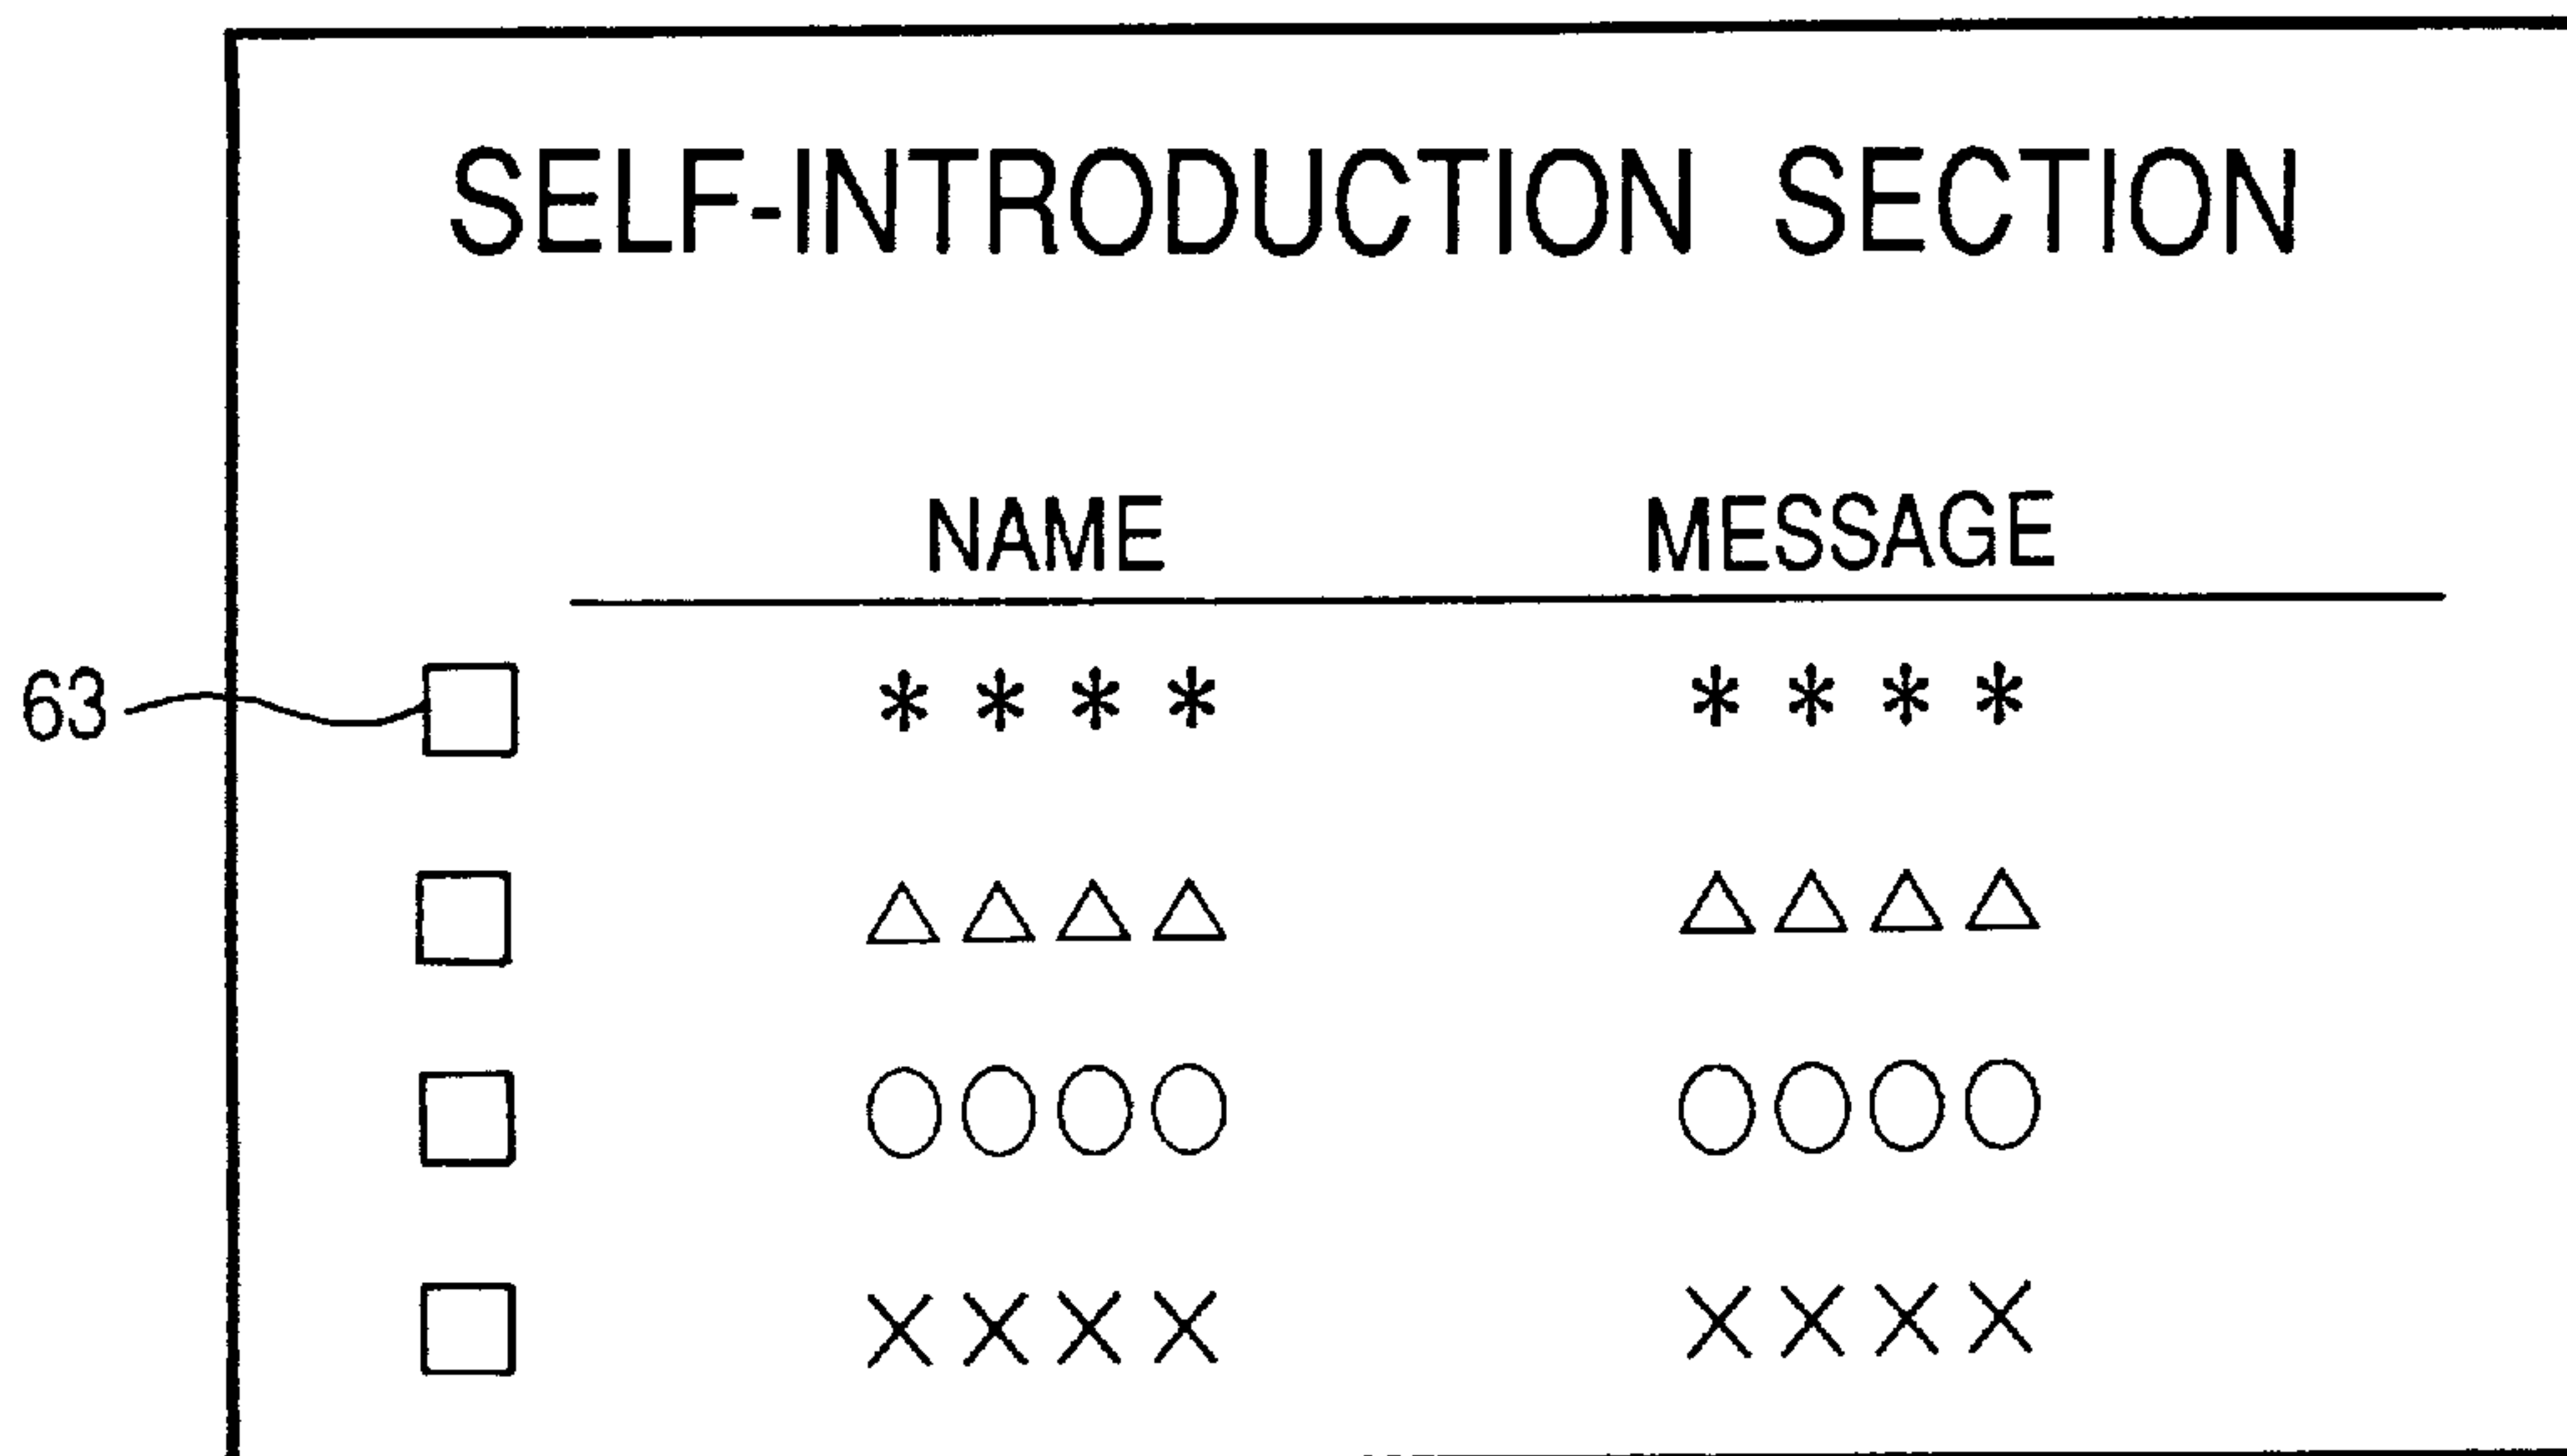 SELF-INTRODUCTION SECTION
NAME MESSAGE
63 □ **** ****
□ △△△△ △△△△
□ ○○○○ ○○○○
□ ×××× ××××